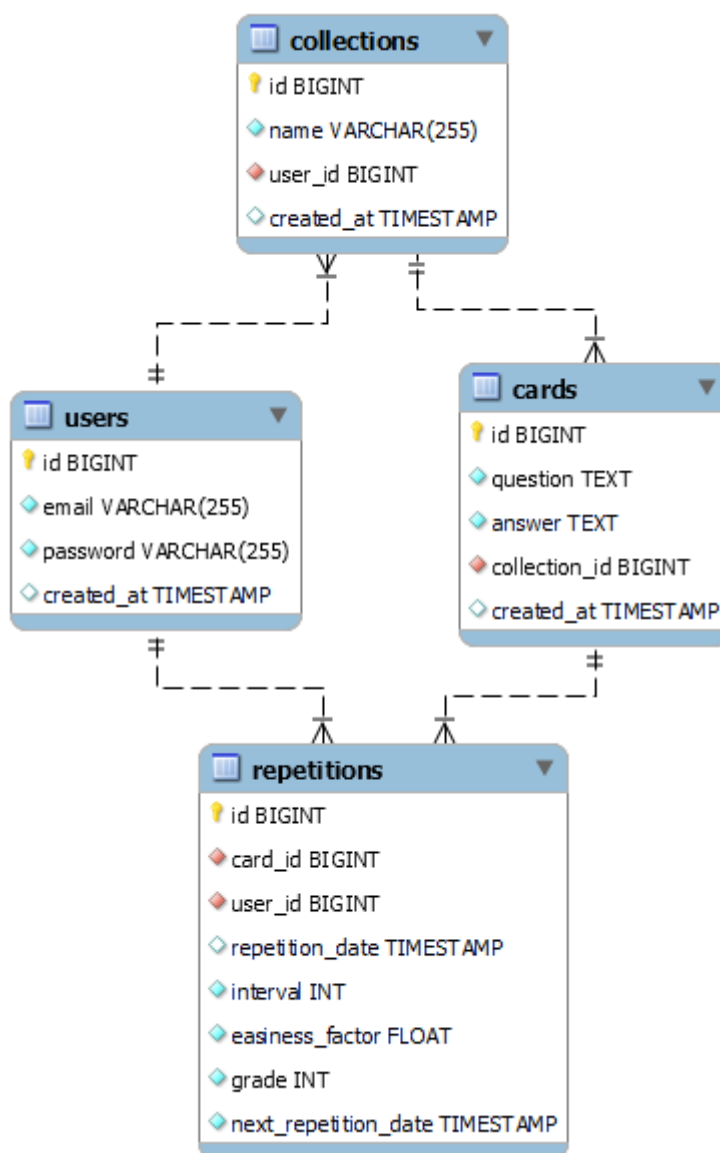 collections
id BIGINT
name VARCHAR(255)
user_id BIGINT
created_at TIMESTAMP
users
id BIGINT
email VARCHAR(255)
password VARCHAR(255)
created_at TIMESTAMP
cards
id BIGINT
question TEXT
answer TEXT
collection_id BIGINT
created_at TIMESTAMP
repetitions
id BIGINT
card_id BIGINT
user_id BIGINT
repetition_date TIMESTAMP
interval INT
easiness_factor FLOAT
grade INT
next_repetition_date TIMESTAMP